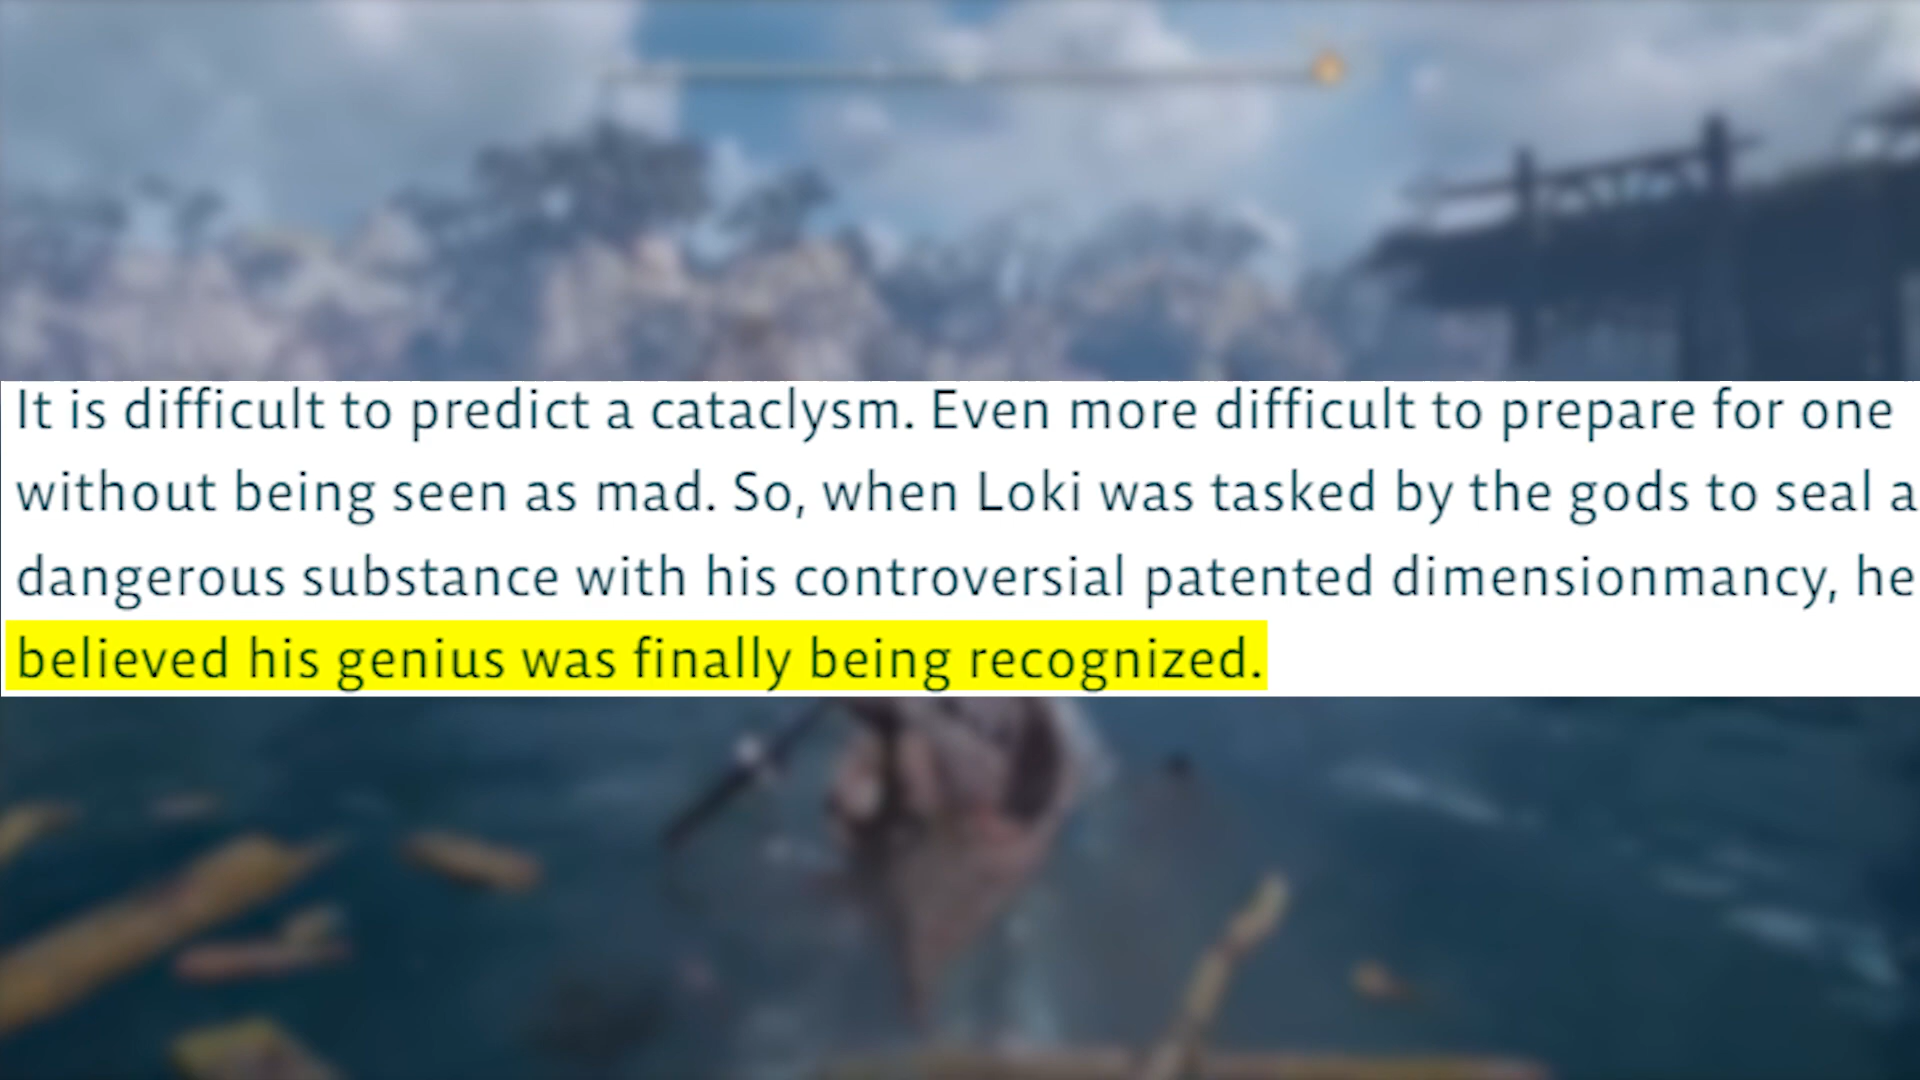 It is difficult to predict a cataclysm. Even more difficult to prepare for one
without being seen as mad. So, when Loki was tasked by the gods to seal a
dangerous substance with his controversial patented dimensionmancy, he
believed his genius was finally being recognized.